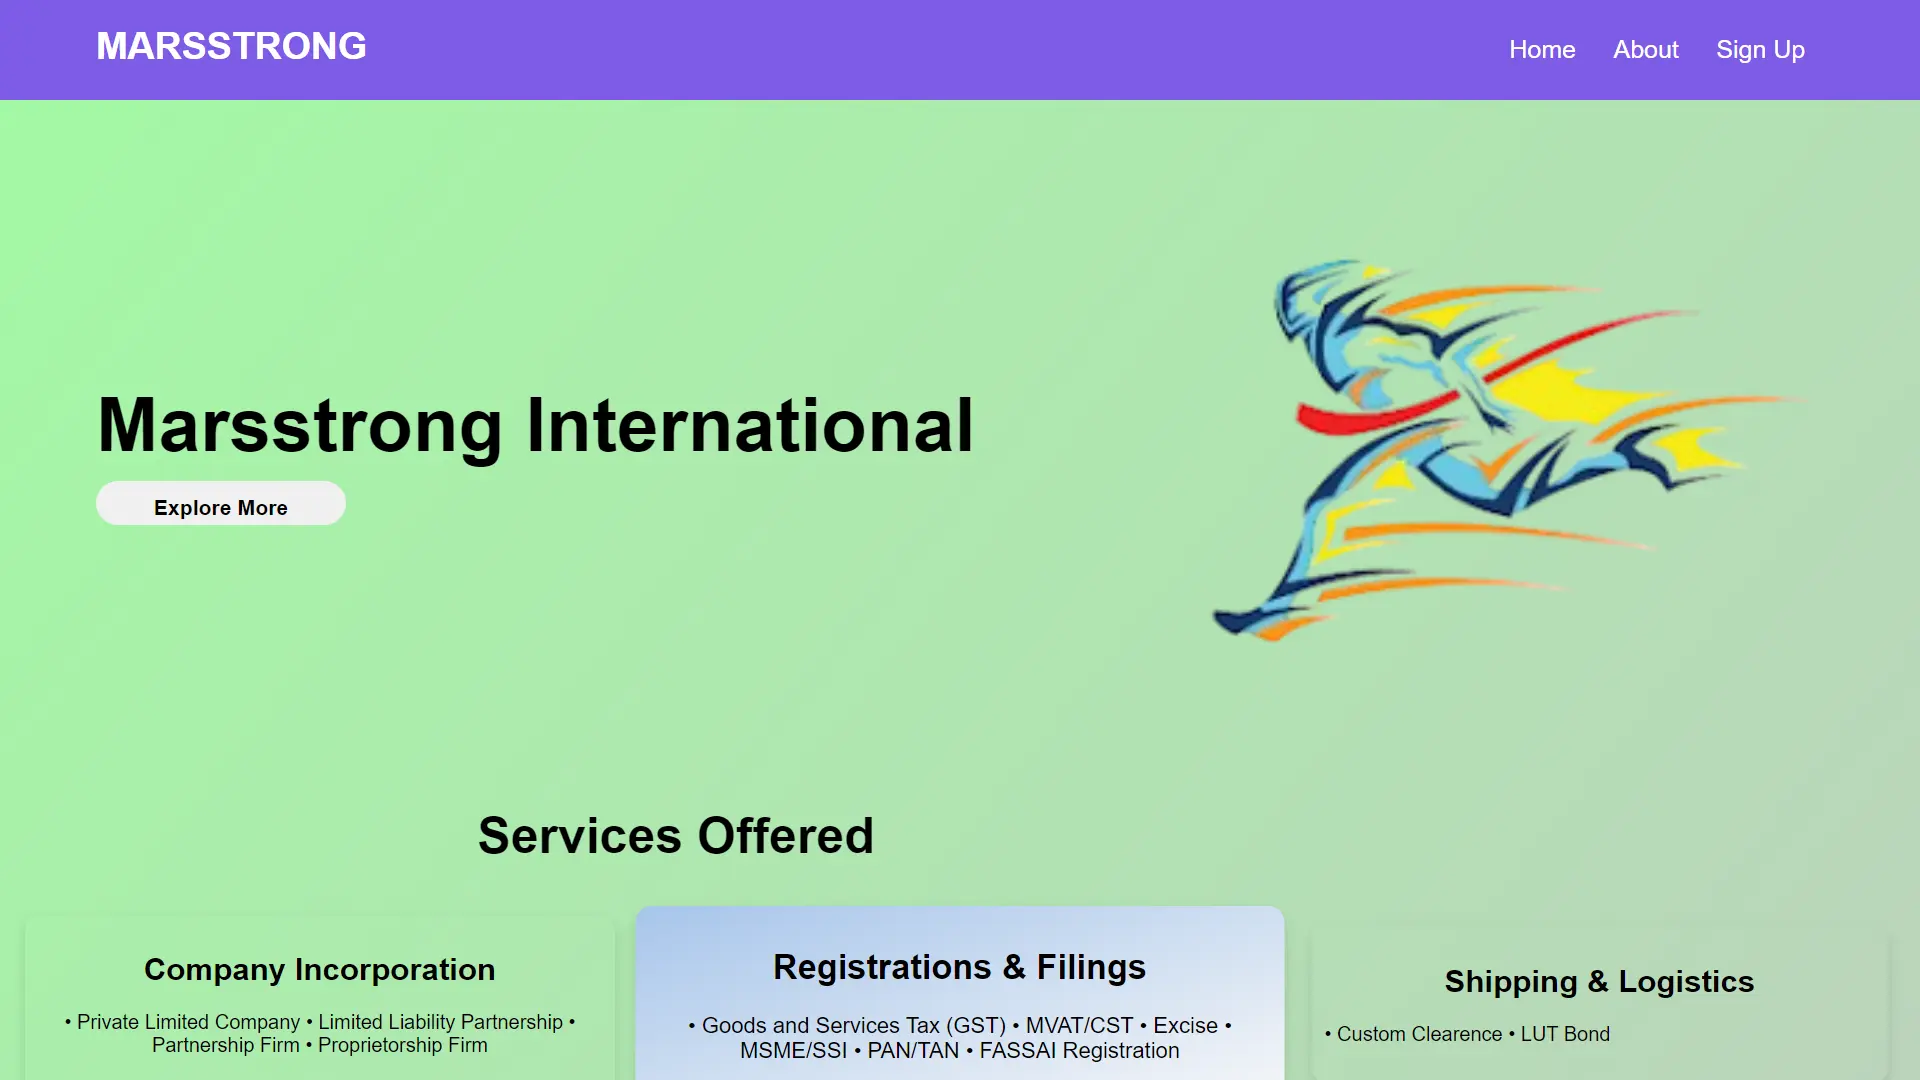 MARSSTRONG
Home
About
Sign Up
Marsstrong International
Explore More
Services Offered
Company Incorporation
• Private Limited Company • Limited Liability Partnership •
Partnership Firm • Proprietorship Firm
Registrations & Filings
• Goods and Services Tax (GST) • MVAT/CST • Excise •
MSME/SSI • PAN/TAN • FASSAI Registration
Shipping & Logistics
• Custom Clearence • LUT Bond